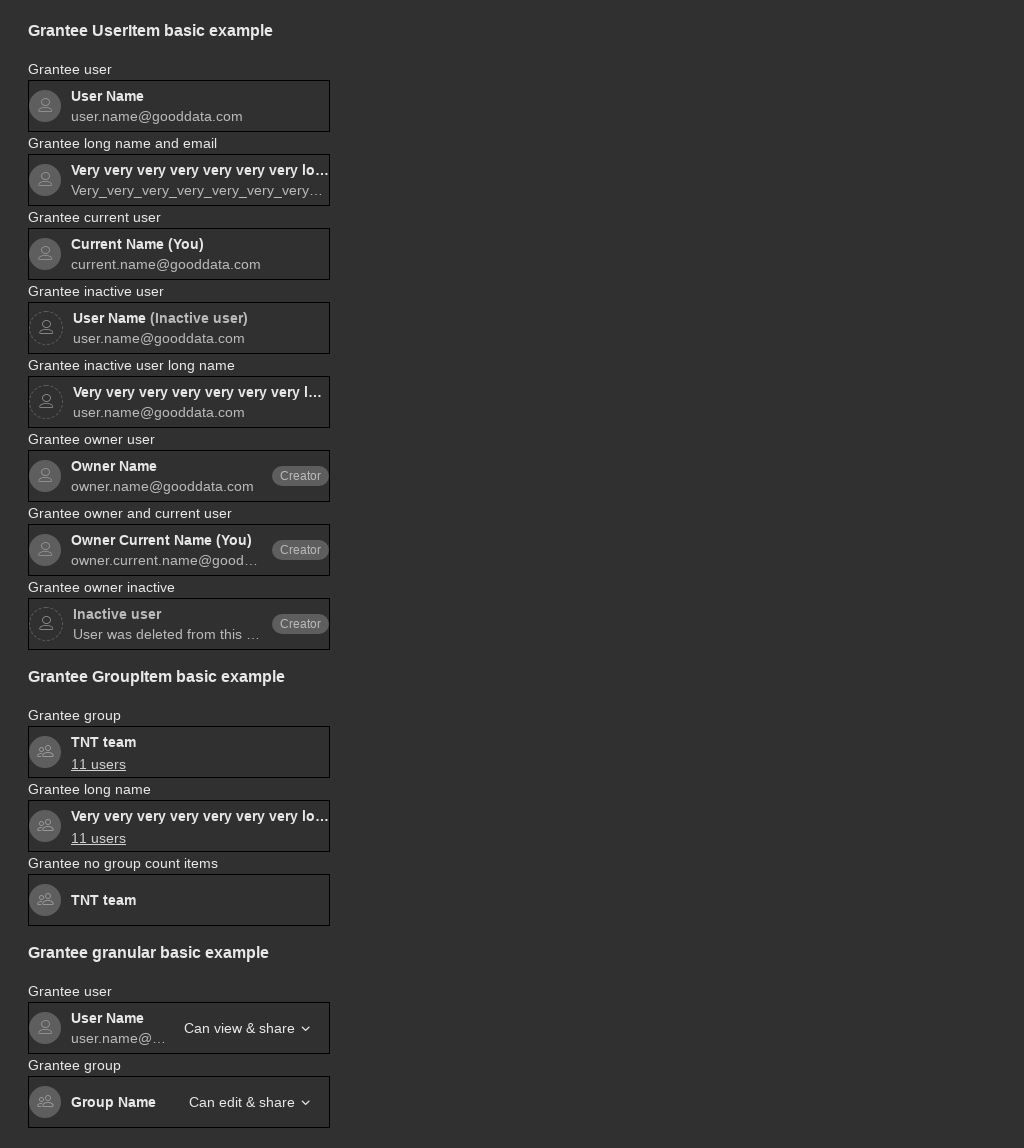 Grantee UserItem basic example
Grantee user
User Name
user.name@gooddata.com
Grantee long name and email
Very very very very very very very lo…
Very_very_very_very_very_very_very…
Grantee current user
Current Name (You)
current.name@gooddata.com
Grantee inactive user
User Name (Inactive user)
user.name@gooddata.com
Grantee inactive user long name
Very very very very very very very l…
user.name@gooddata.com
Grantee owner user
Owner Name
owner.name@gooddata.com
Creator
Grantee owner and current user
Owner Current Name (You)
owner.current.name@good…
Creator
Grantee owner inactive
Inactive user
User was deleted from this …
Creator
Grantee GroupItem basic example
Grantee group
TNT team
11 users
Grantee long name
Very very very very very very very lo…
11 users
Grantee no group count items
TNT team
Grantee granular basic example
Grantee user
User Name
user.name@…
Can view & share
Grantee group
Group Name
Can edit & share